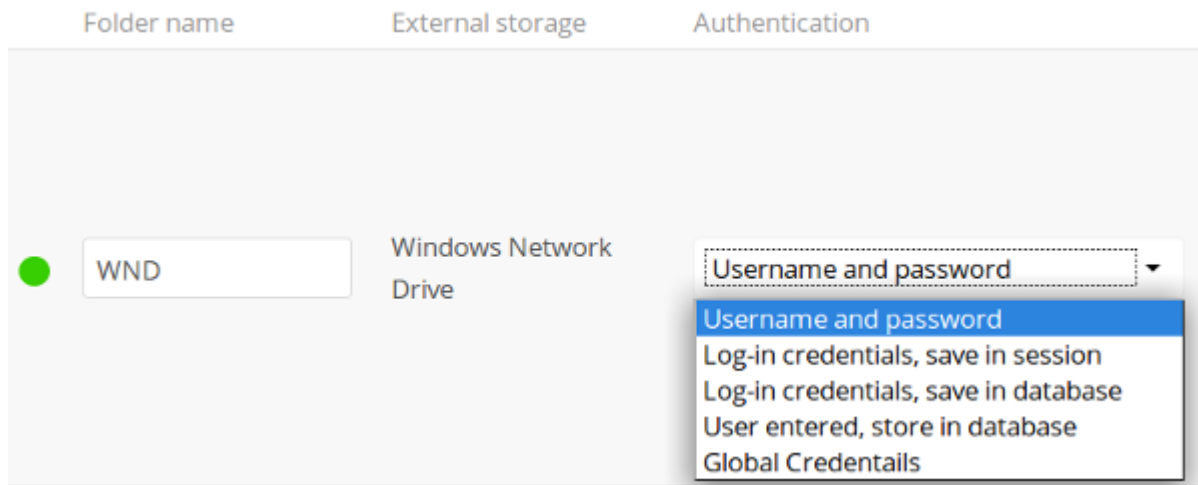 Folder name
External storage
Authentication
WND
Windows Network
Drive
Username and password
Username and password
Log-in credentials, save in session
Log-in credentials, save in database
User entered, store in database
Global Credentails